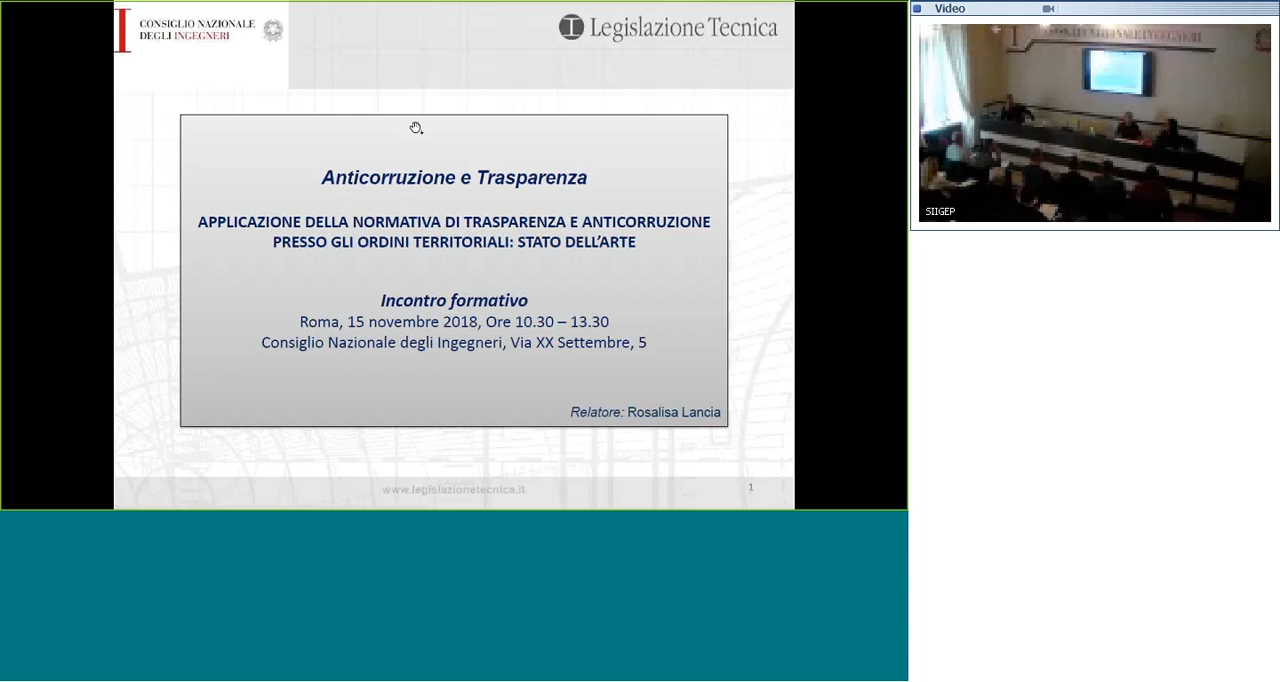 CONSIGLIO NAZIONALE
DEGLI INGEGNERI
Legislazione Tecnica
Anticorruzione e Trasparenza
APPLICAZIONE DELLA NORMATIVA DI TRASPARENZA E ANTICORRUZIONE
PRESSO GLI ORDINI TERRITORIALI: STATO DELL’ARTE
Incontro formativo
Roma, 15 novembre 2018, Ore 10.30 – 13.30
Consiglio Nazionale degli Ingegneri, Via XX Settembre, 5
Relatore: Rosalisa Lancia
www.legislazionetecnica.it
1
Video
SIIGEP